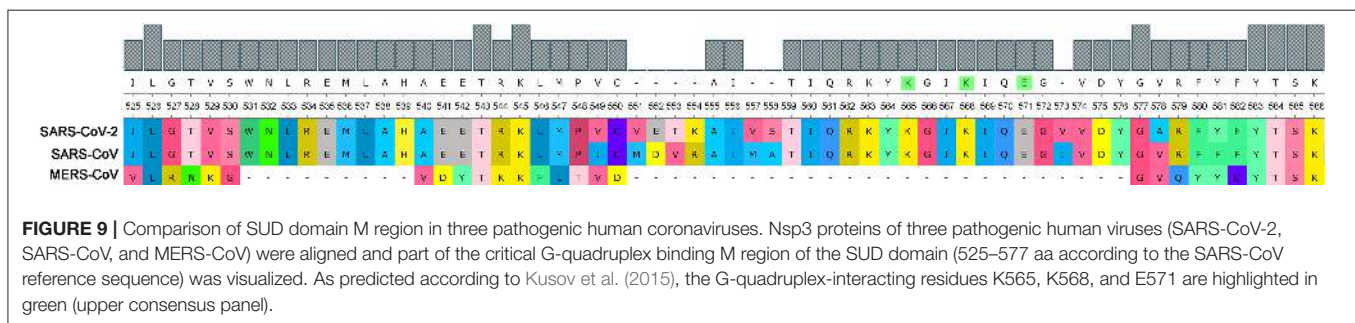 I L G T V S W N L R E M L A H A E E T R K L M P V C - - - - A I - - T I Q R K Y K G I K I Q E G - V D Y G V R F Y F Y T S K
525 526 527 528 529 530 531 532 533 534 535 536 537 538 539 540 541 542 543 544 545 546 547 548 549 550 551 552 553 554 555 556 557 558 559 560 561 562 563 564 565 566 567 568 569 570 571 572 573 574 575 576 577 578 579 580 581 582 583 584 585 586
SARS-CoV-2 I L G T V S W N L R E M L A H A E E T R K L M P V C V E T K A I V S T I Q R K Y K G I K I Q E G V V D Y G A R F Y F Y T S K
SARS-CoV I L G T V S W N L R E M L A H A E E T R K L M P I C M D V R A I M A T I Q R K Y K G I K I Q E G I V D Y G V R F F F Y T S K
MERS-CoV V L R N K G - - - - - - - - - V D Y T K K F L T V D - - - - - - - - - - - - - - - - - - - - - - - - - - G V Q Y Y C Y T S K
FIGURE 9 | Comparison of SUD domain M region in three pathogenic human coronaviruses. Nsp3 proteins of three pathogenic human viruses (SARS-CoV-2,
SARS-CoV, and MERS-CoV) were aligned and part of the critical G-quadruplex binding M region of the SUD domain (525–577 aa according to the SARS-CoV
reference sequence) was visualized. As predicted according to Kusov et al. (2015), the G-quadruplex-interacting residues K565, K568, and E571 are highlighted in
green (upper consensus panel).